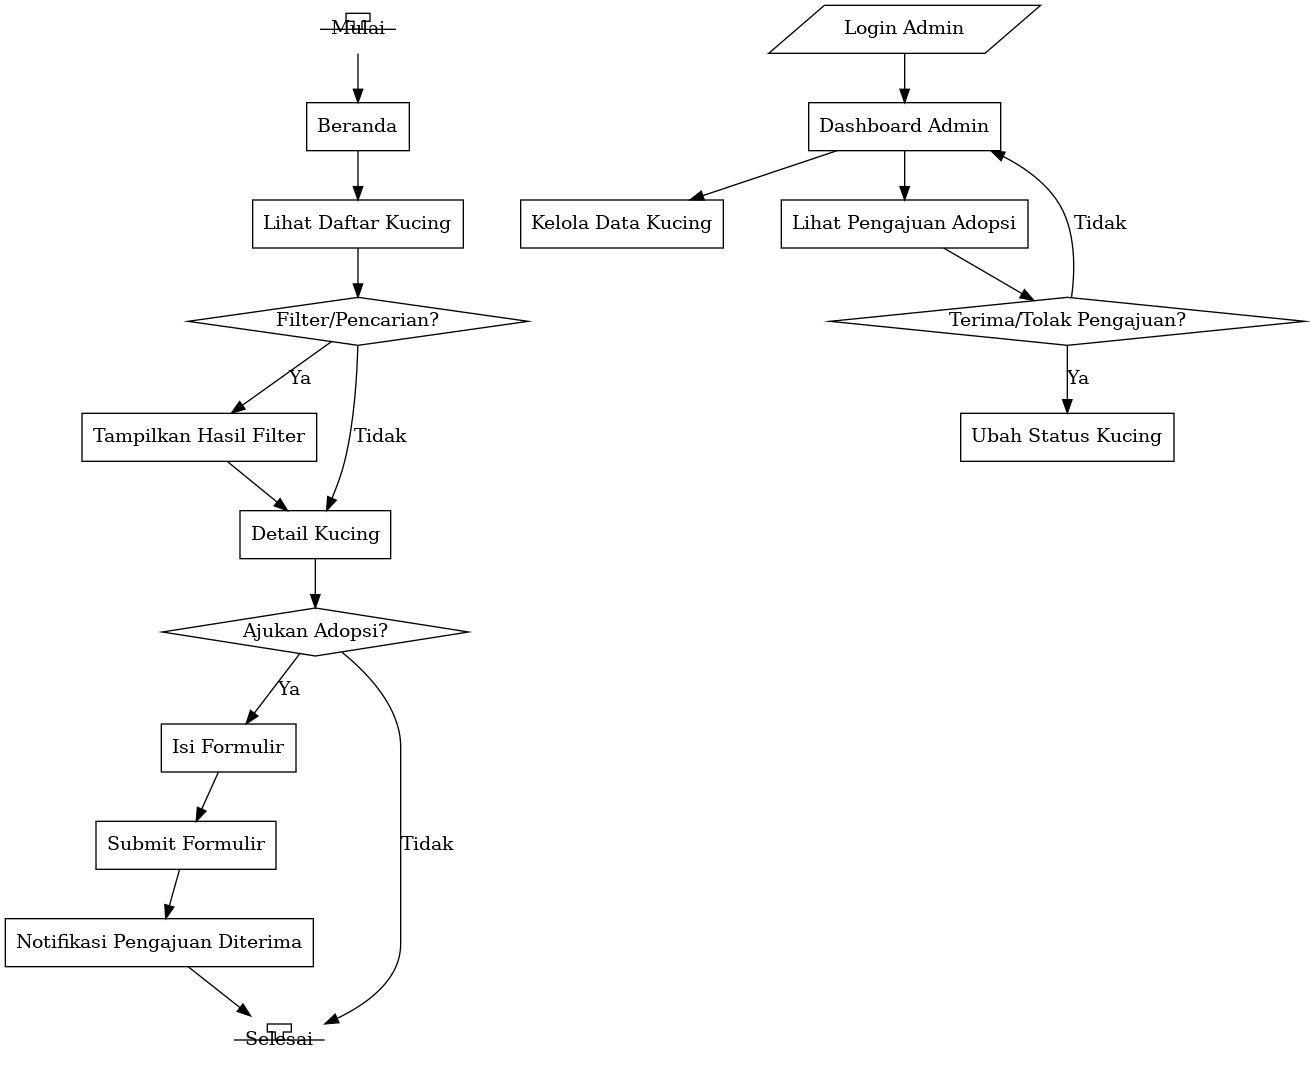 Mulai
Beranda
Lihat Daftar Kucing
Filter/Pencarian?
Ya
Tidak
Tampilkan Hasil Filter
Detail Kucing
Ajukan Adopsi?
Ya
Tidak
Isi Formulir
Submit Formulir
Notifikasi Pengajuan Diterima
Selesai
Login Admin
Dashboard Admin
Kelola Data Kucing
Lihat Pengajuan Adopsi
Tidak
Terima/Tolak Pengajuan?
Ya
Ubah Status Kucing